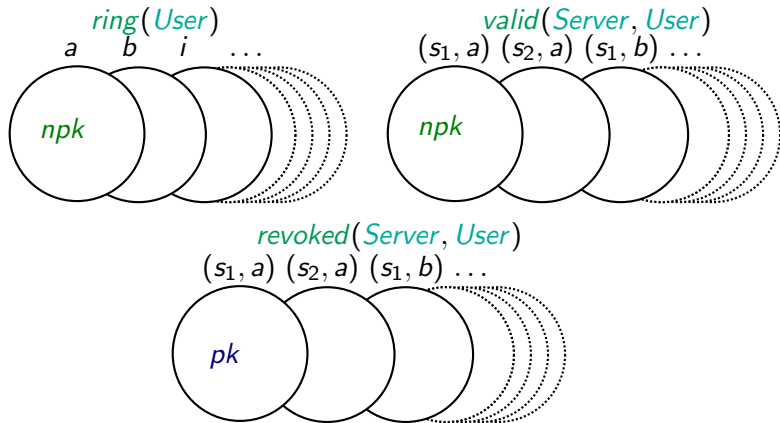 ring(User)
a b i ...
npk
valid(Server, User)
(s₁, a) (s₂, a) (s₁, b) ...
npk
revoked(Server, User)
(s₁, a) (s₂, a) (s₁, b) ...
pk